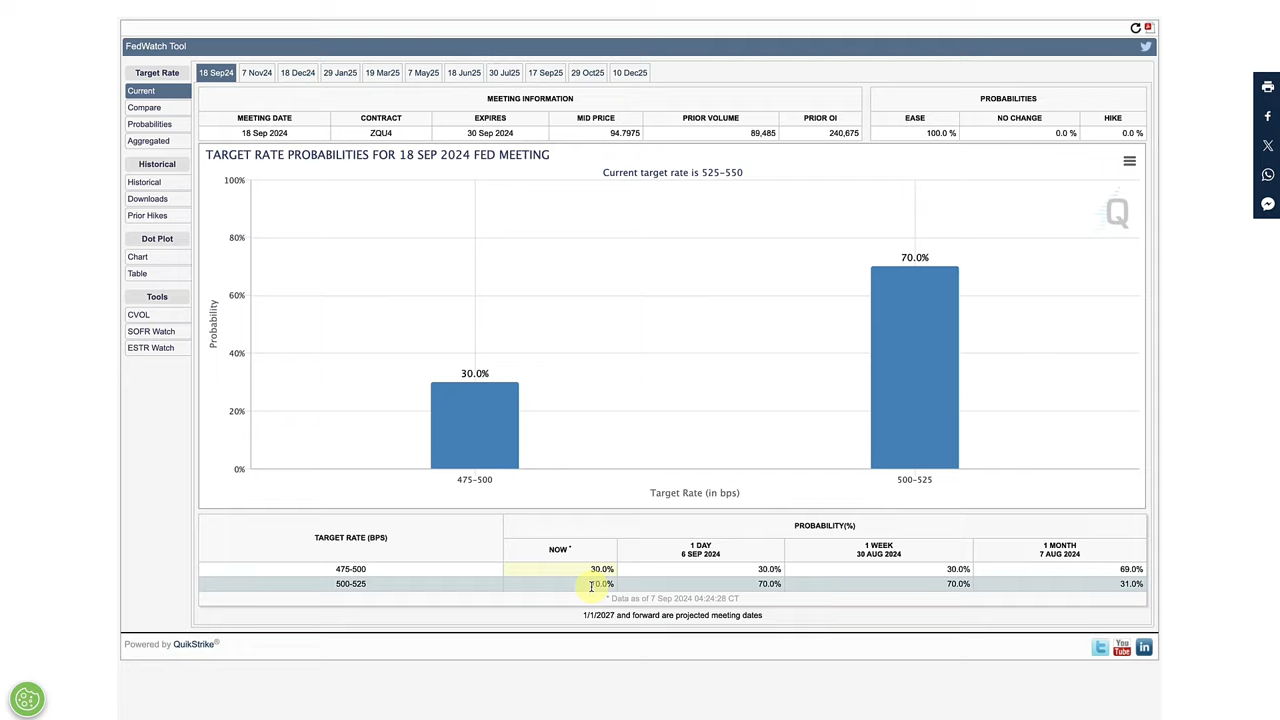 FedWatch Tool
Target Rate
Current
Compare
Probabilities
Aggregated
Historical
Historical
Downloads
Prior Hikes
Dot Plot
Chart
Table
Tools
CVOL
SOFR Watch
ESTR Watch
18 Sep24 7 Nov24 18 Dec24 29 Jan25 19 Mar25 7 May25 18 Jun25 30 Jul25 17 Sep25 29 Oct25 10 Dec25
MEETING INFORMATION
MEETING DATE CONTRACT EXPIRES MID PRICE PRIOR VOLUME PRIOR OI
18 Sep 2024 ZQU4 30 Sep 2024 94.7975 89,485 240,675
PROBABILITIES
EASE NO CHANGE HIKE
100.0 % 0.0 % 0.0 %
TARGET RATE PROBABILITIES FOR 18 SEP 2024 FED MEETING
Current target rate is 525–550
Q
Probability
100%
80%
60%
40%
20%
0%
30.0%
70.0%
475–500 500–525
Target Rate (in bps)
TARGET RATE (BPS) PROBABILITY(%)
NOW * 1 DAY 6 SEP 2024 1 WEEK 30 AUG 2024 1 MONTH 7 AUG 2024
475-500 30.0% 30.0% 30.0% 69.0%
500-525 70.0% 70.0% 70.0% 31.0%
* Data as of 7 Sep 2024 04:24:28 CT
1/1/2027 and forward are projected meeting dates
Powered by QuikStrike®
You Tube
in